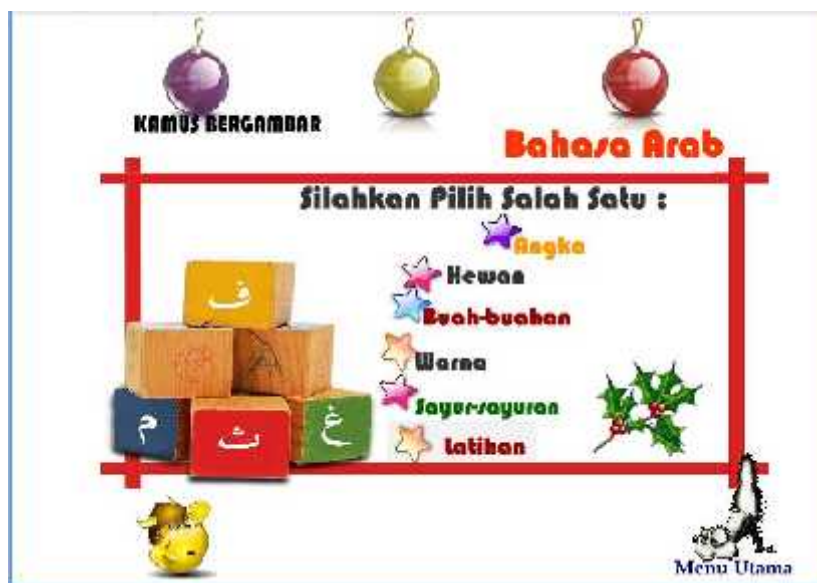 KAMUS BERGAMBAR
Bahasa Arab
Silahkan Pilih Salah Satu :
Angka
Hewan
Buah-buahan
Warna
Sayur-sayuran
Latihan
ف
م
ث
غ
Menu Utama